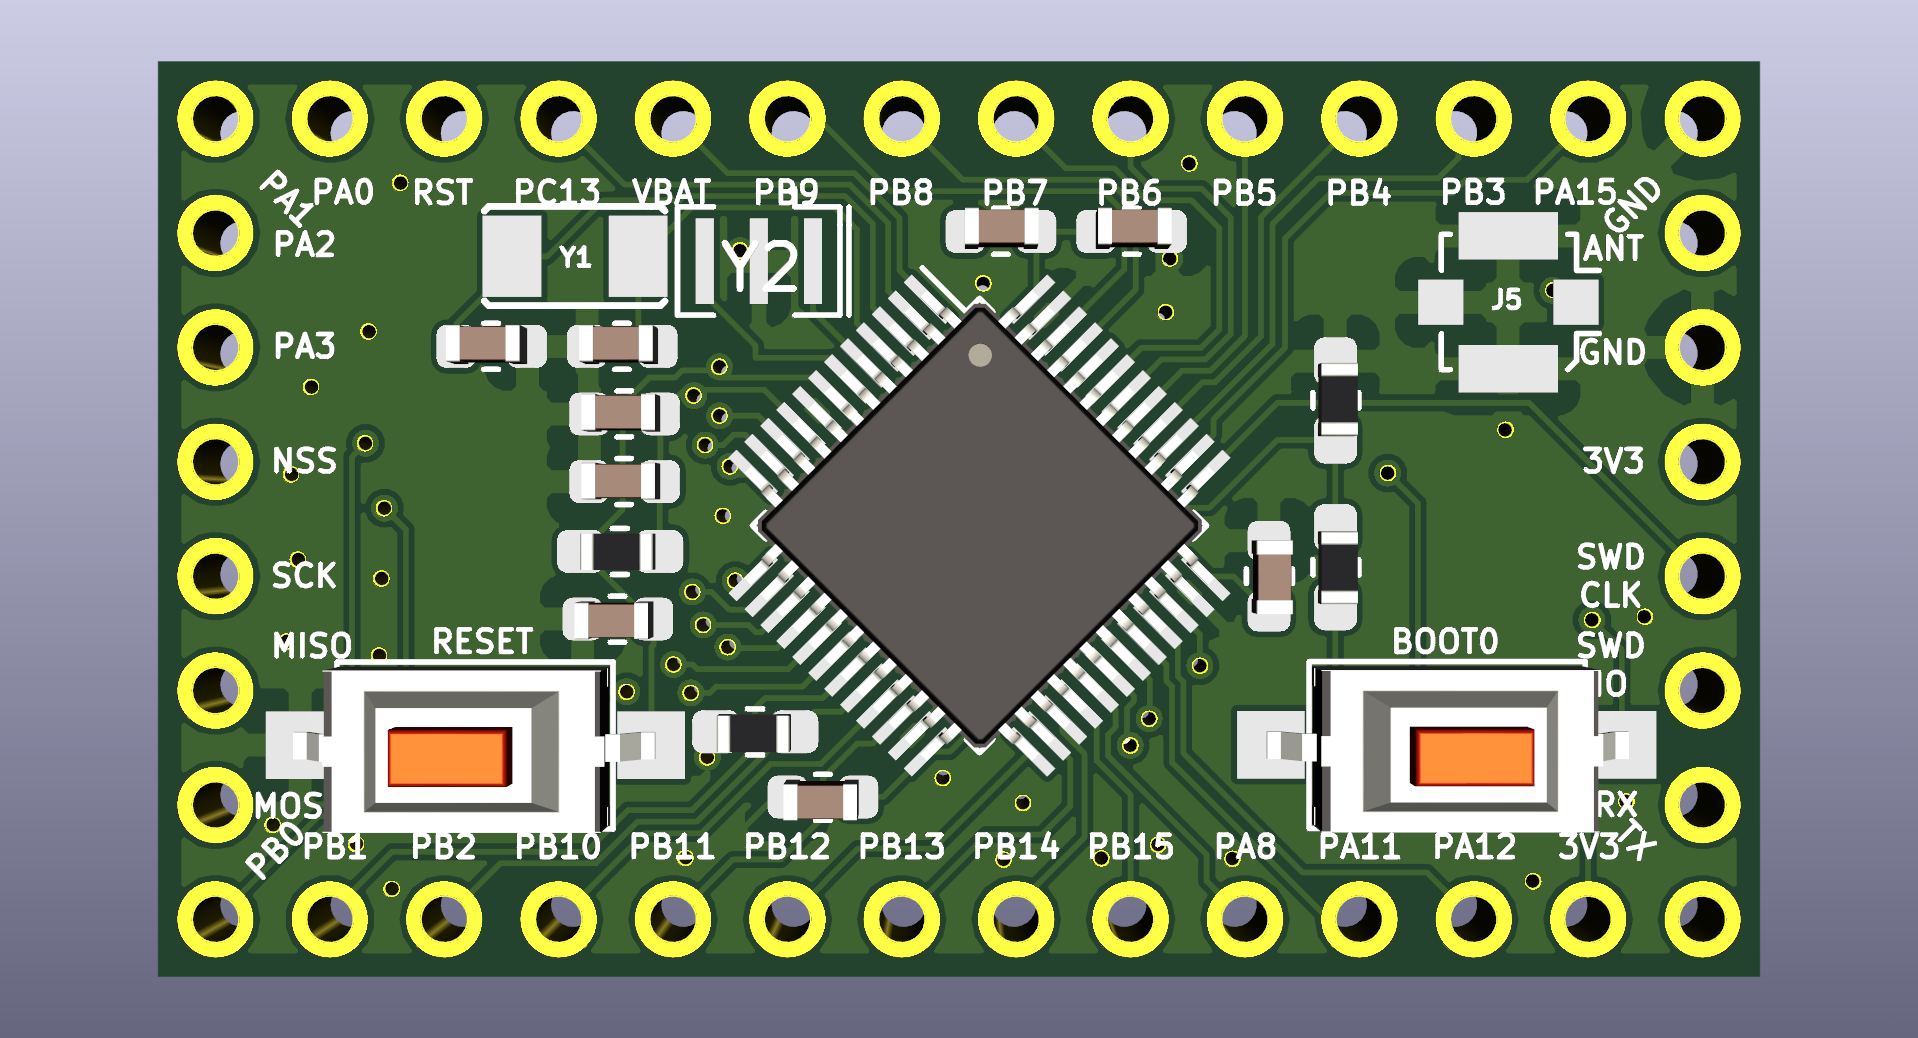 PA1
PA0
RST
PC13
VBAT
PB9
PB8
PB7
PB6
PB5
PB4
PB3
PA15
GND
PA2
Y1
Y2
ANT
J5
PA3
GND
NSS
3V3
SCK
SWD
CLK
MISO
RESET
BOOT0
SWD
MOS
RX
TX
PB0
PB1
PB2
PB10
PB11
PB12
PB13
PB14
PB15
PA8
PA11
PA12
3V3